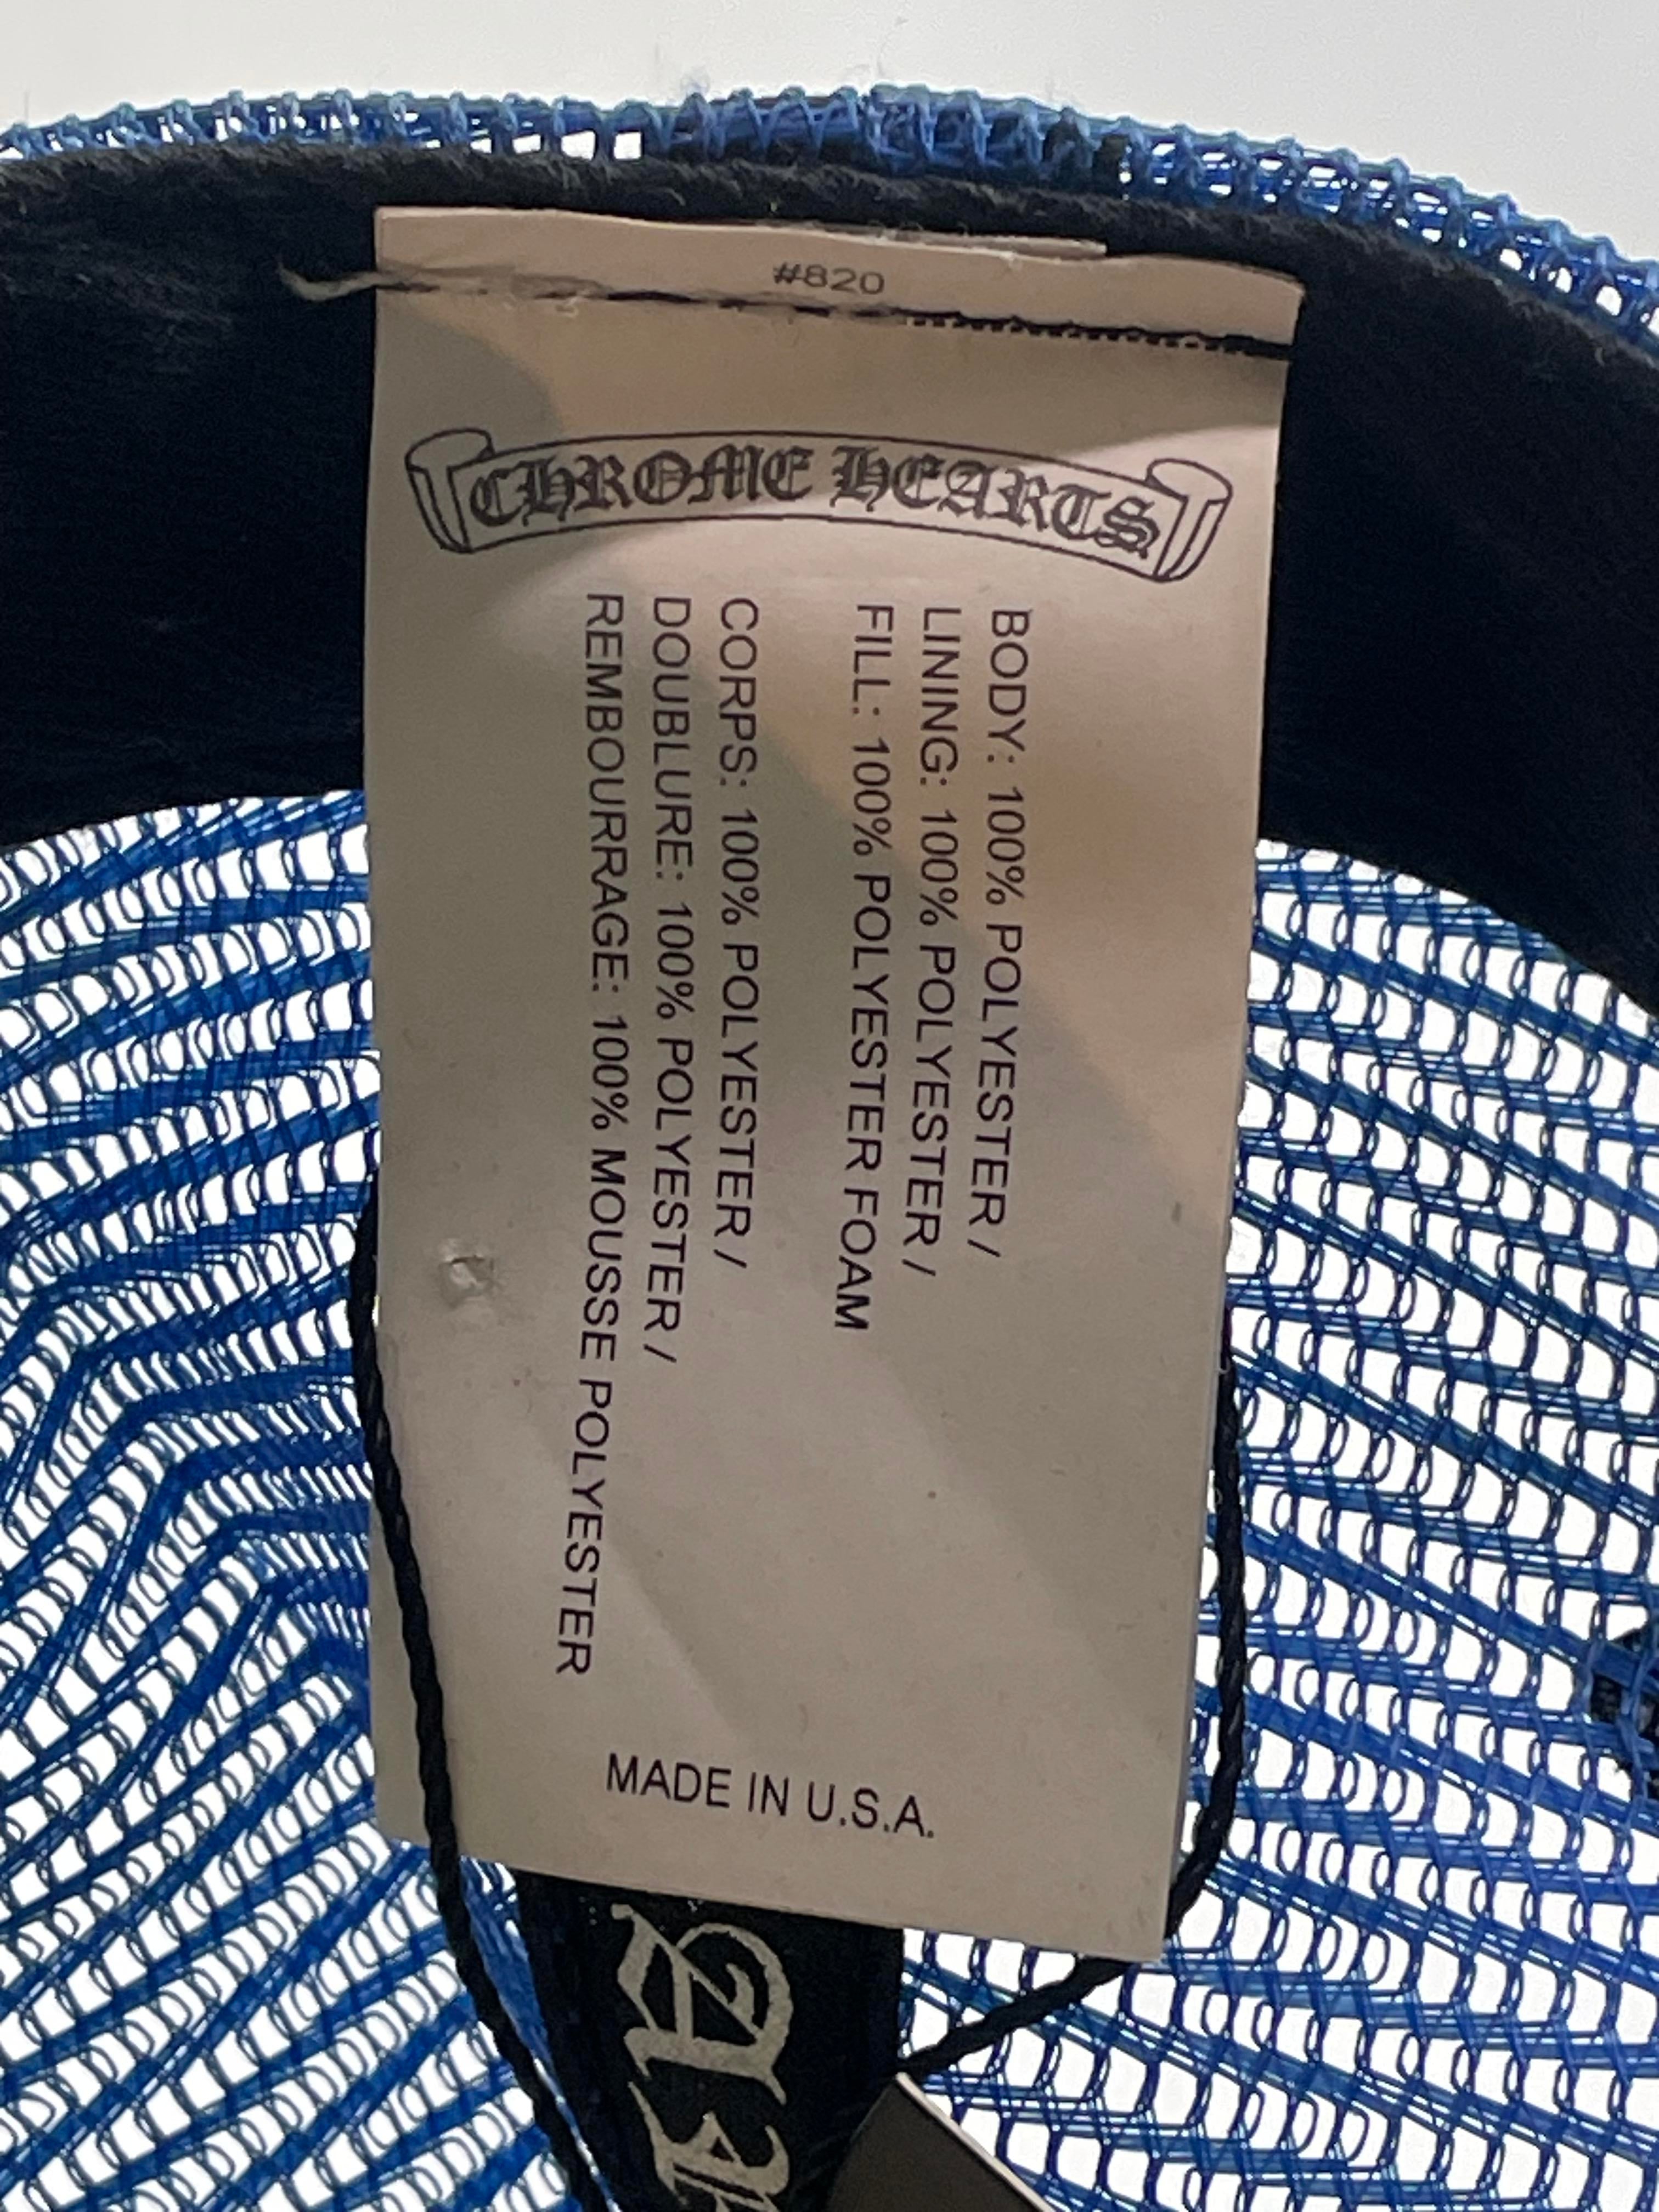 #820
CHROME HEARTS
BODY: 100% POLYESTER /
LINING: 100% POLYESTER /
FILL: 100% POLYESTER FOAM
CORPS: 100% POLYESTER /
DOUBLURE: 100% POLYESTER /
REMBOURRAGE: 100% MOUSSE POLYESTER
MADE IN U.S.A.